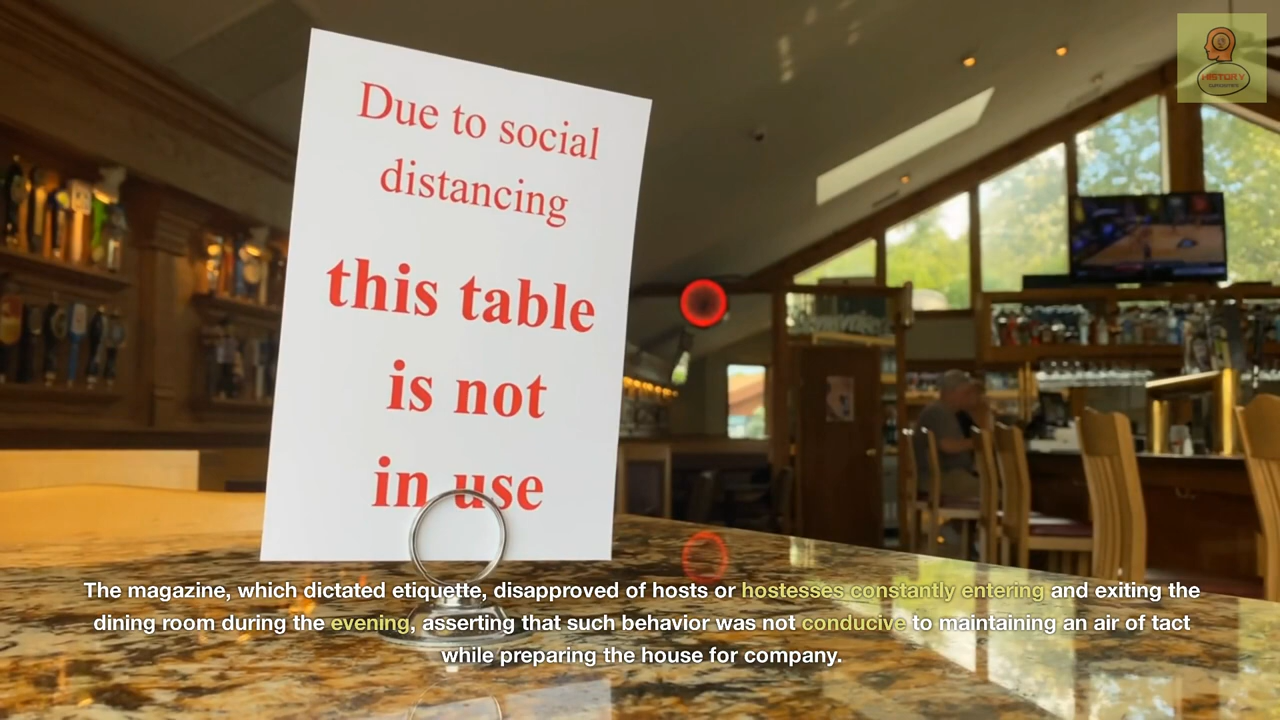 HISTORY
Due to social
distancing
this table
is not
in use
The magazine, which dictated etiquette, disapproved of hosts or hostesses constantly entering and exiting the
dining room during the evening, asserting that such behavior was not conducive to maintaining an air of tact
while preparing the house for company.